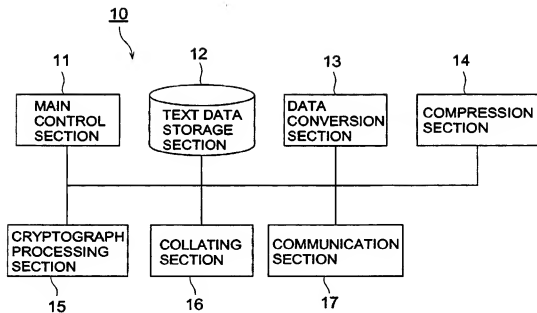 10
11
12
13
14
MAIN
CONTROL
SECTION
TEXT DATA
STORAGE
SECTION
DATA
CONVERSION
SECTION
COMPRESSION
SECTION
CRYPTOGRAPH
PROCESSING
SECTION
COLLATING
SECTION
COMMUNICATION
SECTION
15
16
17